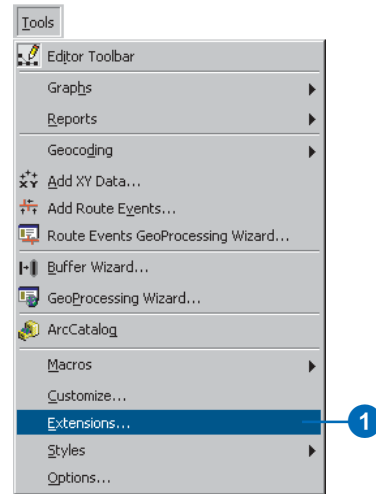 Tools
Editor Toolbar
Graphs
Reports
Geocoding
Add XY Data...
Add Route Events...
Route Events GeoProcessing Wizard...
Buffer Wizard...
GeoProcessing Wizard...
ArcCatalog
Macros
Customize...
Extensions... 1
Styles
Options...